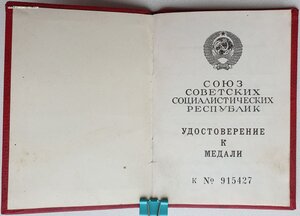 СОЮЗ
СОВЕТСКИХ
СОЦИАЛИСТИЧЕСКИХ
РЕСПУБЛИК
УДОСТОВЕРЕНИЕ
К
МЕДАЛИ
К № 915427